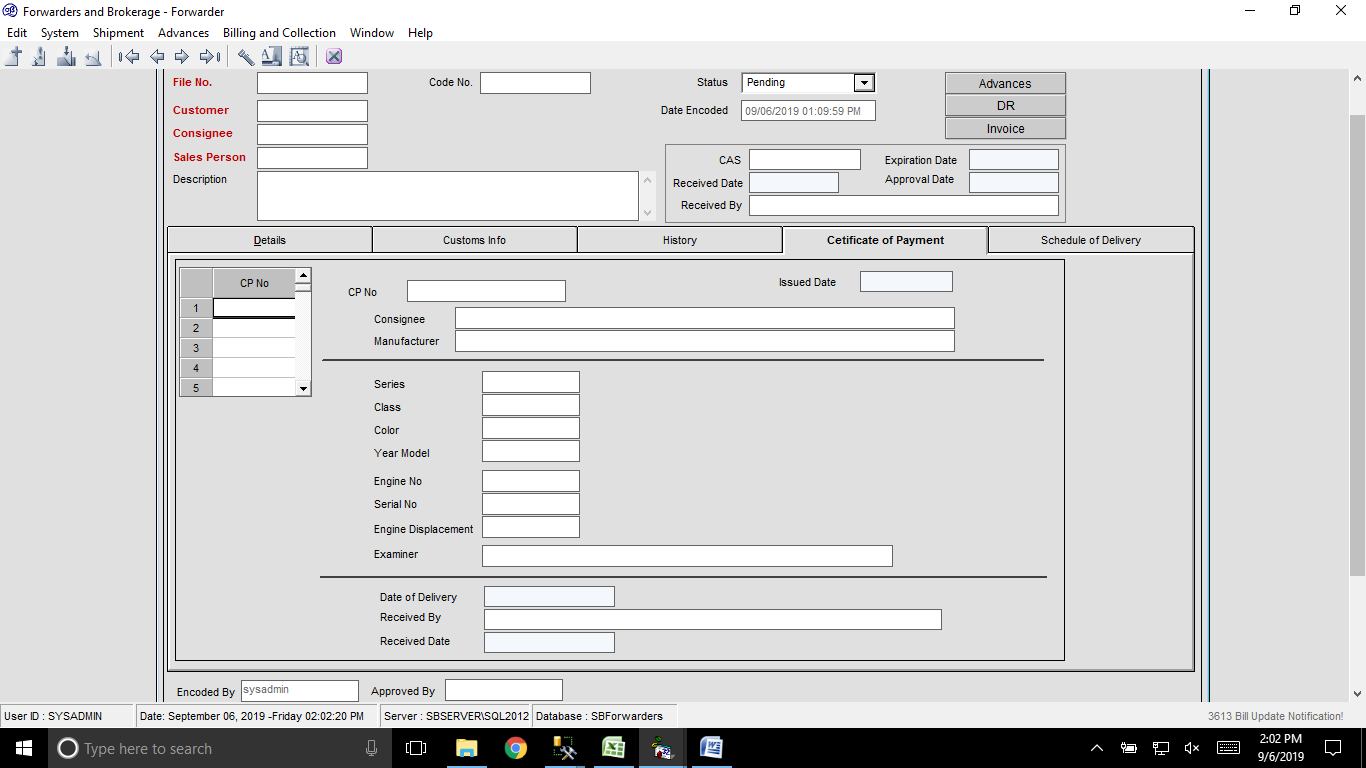 Forwarders and Brokerage - Forwarder
Edit System Shipment Advances Billing and Collection Window Help
File No. Code No. Status Pending Advances
Customer Date Encoded 09/06/2019 01:09:59 PM DR
Consignee Invoice
Sales Person CAS Expiration Date
Description Received Date Approval Date
Received By
Details Customs Info History Cetificate of Payment Schedule of Delivery
CP No CP No Issued Date
1 Consignee
2 Manufacturer
3
4
5 Series
Class
Color
Year Model
Engine No
Serial No
Engine Displacement
Examiner
Date of Delivery
Received By
Received Date
Encoded By sysadmin Approved By
User ID : SYSADMIN Date: September 06, 2019 -Friday 02:02:20 PM Server : SBSERVER\SQL2012 Database : SBForwarders 3613 Bill Update Notification!
Type here to search 2:02 PM
9/6/2019